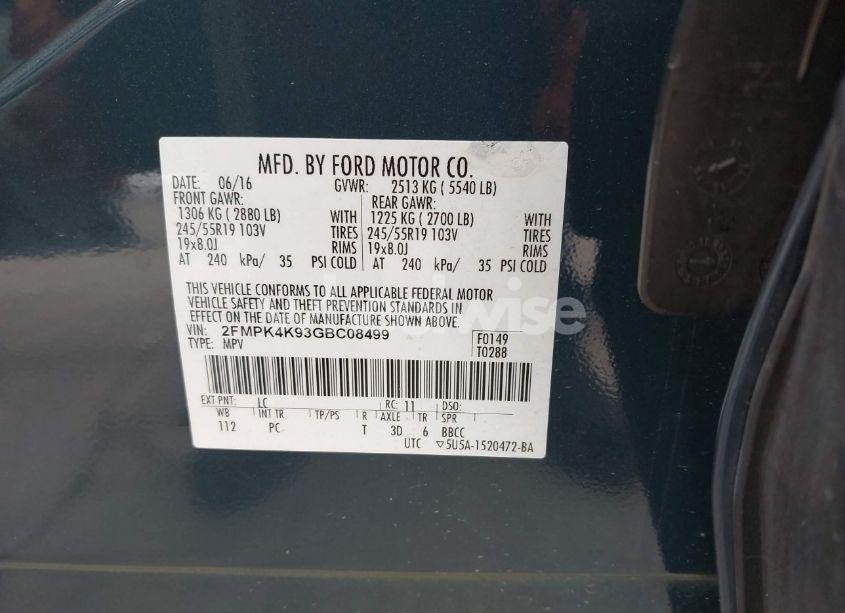 MFD. BY FORD MOTOR CO.
DATE: 06/16 GVWR: 2513 KG ( 5540 LB)
FRONT GAWR: REAR GAWR:
1306 KG ( 2880 LB) WITH 1225 KG ( 2700 LB) WITH
245/55R19 103V TIRES 245/55R19 103V TIRES
19x8.0J RIMS 19x8.0J RIMS
AT 240 kPa/ 35 PSI COLD AT 240 kPa/ 35 PSI COLD
THIS VEHICLE CONFORMS TO ALL APPLICABLE FEDERAL MOTOR
VEHICLE SAFETY AND THEFT PREVENTION STANDARDS IN
EFFECT ON THE DATE OF MANUFACTURE SHOWN ABOVE.
VIN: 2FMPK4K93GBC08499 F0149
TYPE: MPV T0288
EXT PNT: LC RC: 11 DSO:
WB INT TR TP/PS R AXLE TR SPR
112 PC T 3D 6 BBCC
UTC ▽5U5A-1520472-BA